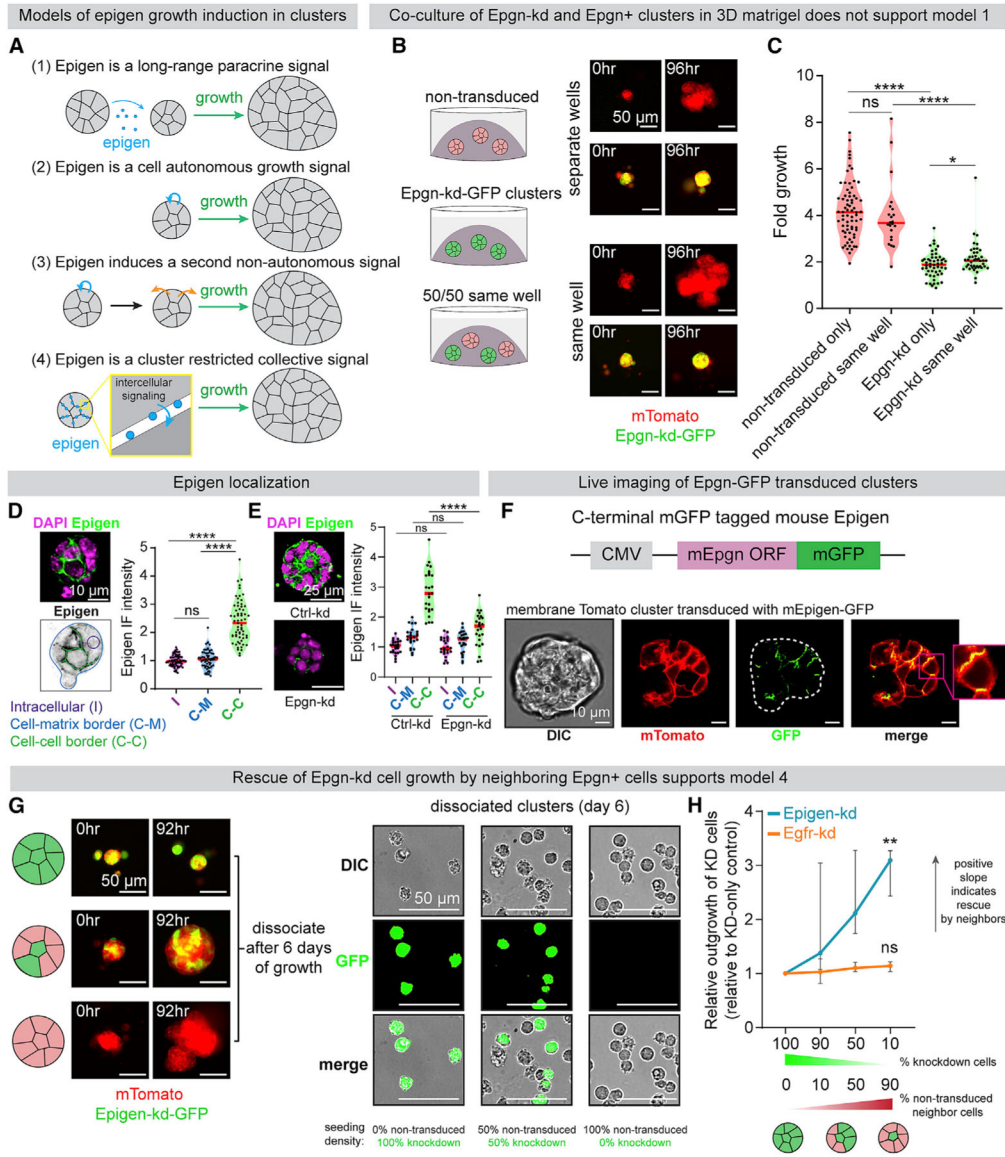 Models of epigen growth induction in clusters
Co-culture of Epgn-kd and Epgn+ clusters in 3D matrigel does not support model 1
A
(1) Epigen is a long-range paracrine signal
growth
epigen
(2) Epigen is a cell autonomous growth signal
growth
(3) Epigen induces a second non-autonomous signal
growth
(4) Epigen is a cluster restricted collective signal
intercellular
signaling
growth
epigen
B
non-transduced
Epgn-kd-GFP clusters
50/50 same well
separate wells
same well
0hr
96hr
50 μm
0hr
96hr
mTomato
Epgn-kd-GFP
C
Fold growth
10
8
6
4
2
0
****
ns
****
*
non-transduced only
non-transduced same well
Epgn-kd only
Epgn-kd same well
Epigen localization
Live imaging of Epgn-GFP transduced clusters
D
DAPI Epigen
10 μm
Epigen
Intracellular (I)
Cell-matrix border (C-M)
Cell-cell border (C-C)
Epigen IF intensity
5
4
3
2
1
0
****
****
ns
I
C-M
C-C
E
DAPI Epigen
25 μm
Ctrl-kd
Epgn-kd
Epigen IF intensity
5
4
3
2
1
0
****
ns
ns
I
C-M
C-C
I
C-M
C-C
Ctrl-kd
Epgn-kd
F
C-terminal mGFP tagged mouse Epigen
CMV
mEpgn ORF
mGFP
membrane Tomato cluster transduced with mEpigen-GFP
10 μm
DIC
mTomato
GFP
merge
Rescue of Epgn-kd cell growth by neighboring Epgn+ cells supports model 4
G
0hr
92hr
50 μm
0hr
92hr
0hr
92hr
mTomato
Epigen-kd-GFP
dissociate
after 6 days
of growth
dissociated clusters (day 6)
DIC
50 μm
GFP
merge
seeding
density:
0% non-transduced
100% knockdown
50% non-transduced
50% knockdown
100% non-transduced
0% knockdown
H
Epigen-kd
Egfr-kd
Relative outgrowth of KD cells
(relative to KD-only control)
4
3
2
1
0
**
ns
positive
slope
indicates
rescue
by neighbors
100
90
50
10
% knockdown
cells
0
10
50
90
% non-transduced
neighbor cells